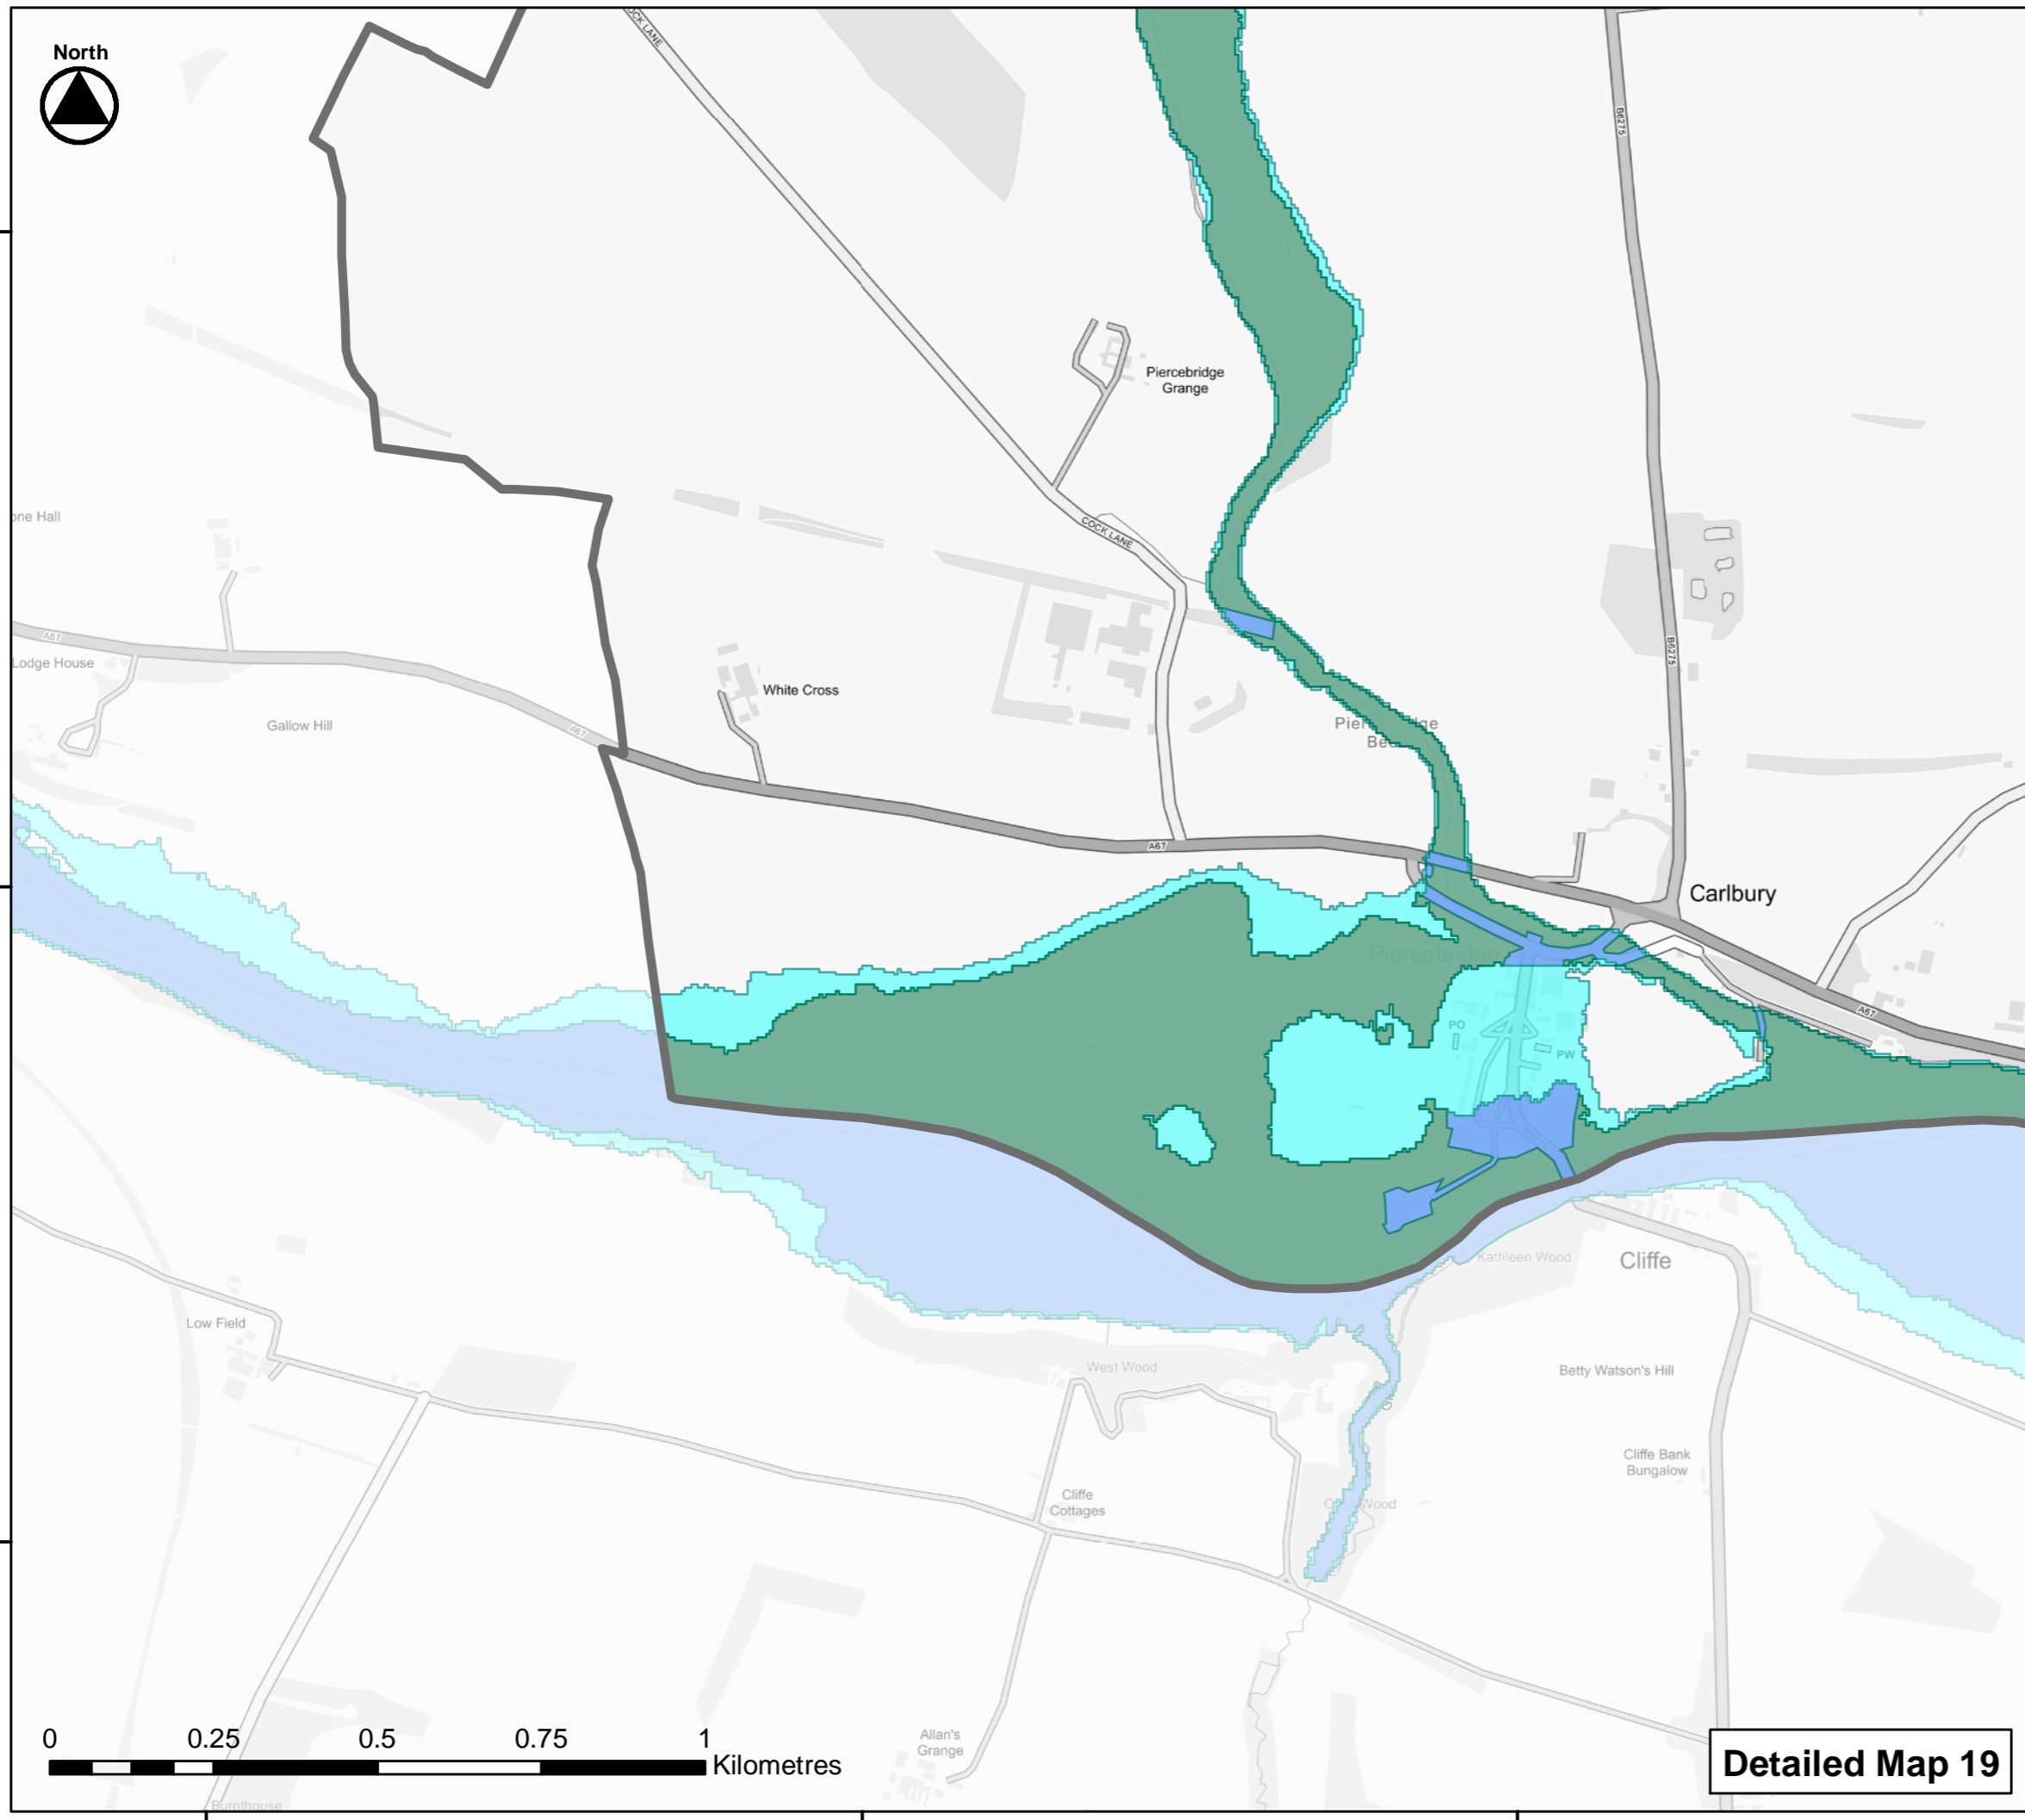 North
COCK LANE
B6275
Piercebridge
Grange
COCK LANE
one Hall
B6275
A67
Lodge House
White Cross
Gallow Hill
A67
A67
Carlbury
Piercebridge
A67
PO
PW
Kathleen Wood
Cliffe
Low Field
West Wood
Betty Watson's Hill
Cliffe Bank
Bungalow
Cliffe
Cottages
Wood
Allan's
Grange
0 0.25 0.5 0.75 1
Kilometres
Detailed Map 19
Burnthouse